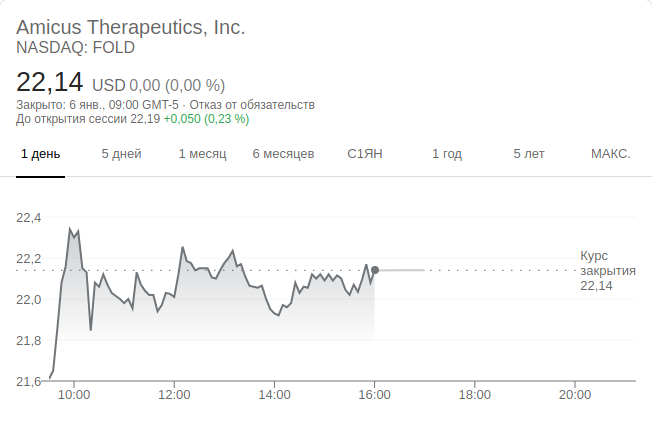 Amicus Therapeutics, Inc.
NASDAQ: FOLD
22,14 USD 0,00 (0,00 %)
Закрыто: 6 янв., 09:00 GMT-5 · Отказ от обязательств
До открытия сессии 22,19 +0,050 (0,23 %)
1 день 5 дней 1 месяц 6 месяцев С1ЯН 1 год 5 лет МАКС.
22,4
22,2
Курс
закрытия
22,14
22,0
21,8
21,6
10:00 12:00 14:00 16:00 18:00 20:00